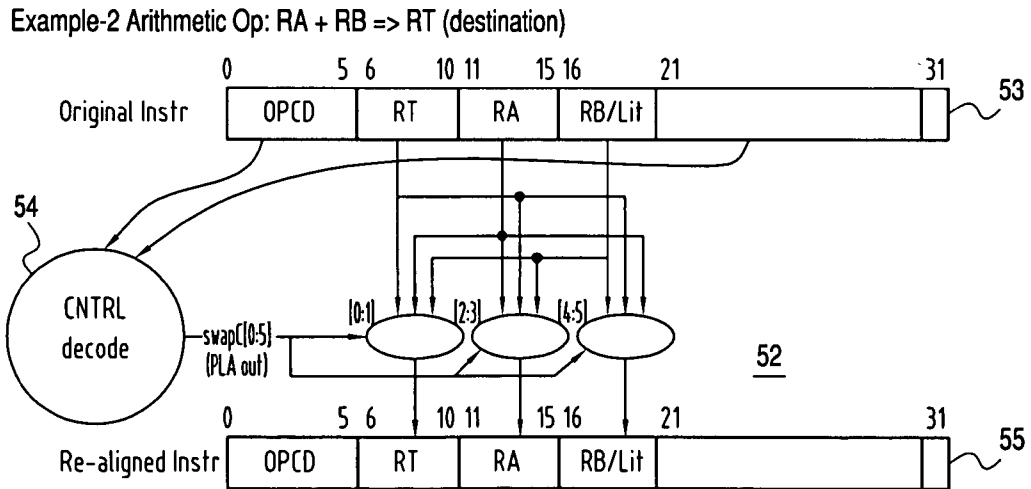 Example-2 Arithmetic Op: RA + RB => RT (destination)
0 5 6 10 11 15 16 21 31
Original Instr OPCD RT RA RB/Lit 53
54
CNTRL
decode
swapC[0:5]
(PLA out)
[0:1] [2:3] [4:5]
52
0 5 6 10 11 15 16 21 31
Re-aligned Instr OPCD RT RA RB/Lit 55